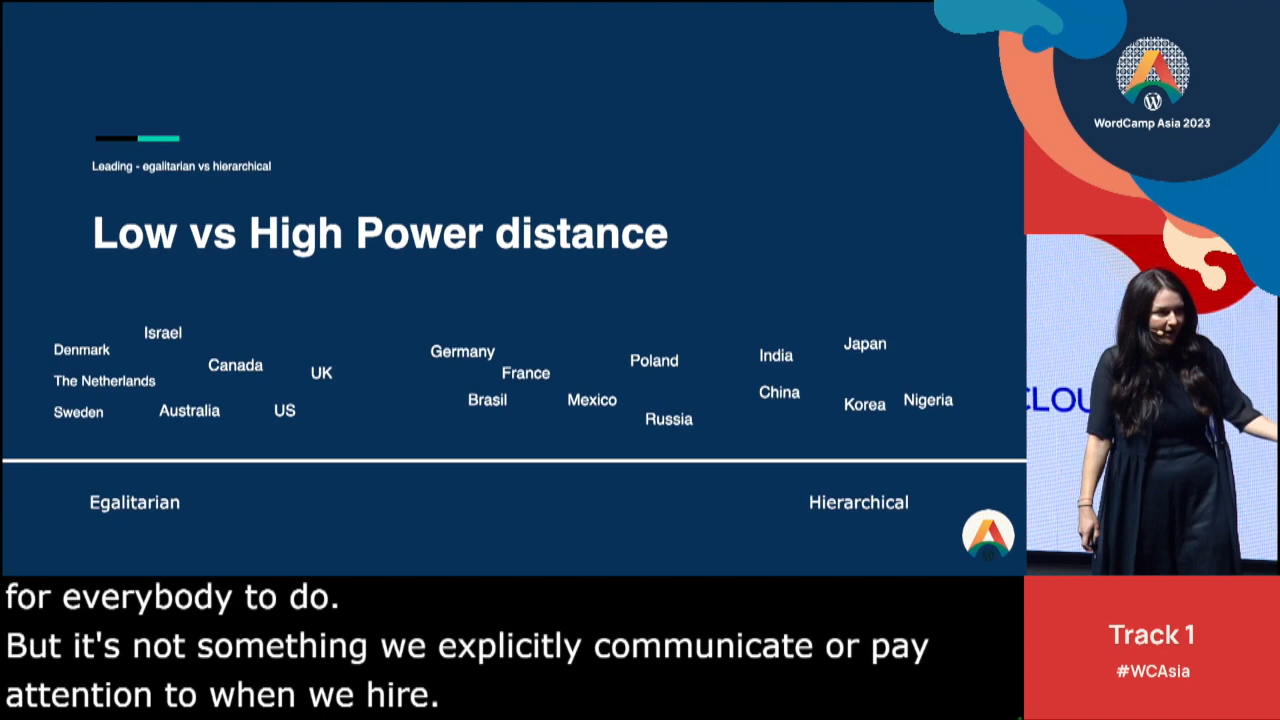 Leading - egalitarian vs hierarchical
Low vs High Power distance
Israel
Denmark
Canada
The Netherlands
UK
Sweden
Australia
US
Germany
France
Poland
Brasil
Mexico
Russia
India
Japan
China
Korea
Nigeria
Egalitarian
Hierarchical
for everybody to do.
But it's not something we explicitly communicate or pay
attention to when we hire.
WordCamp Asia 2023
CLOU
Track 1
#WCAsia